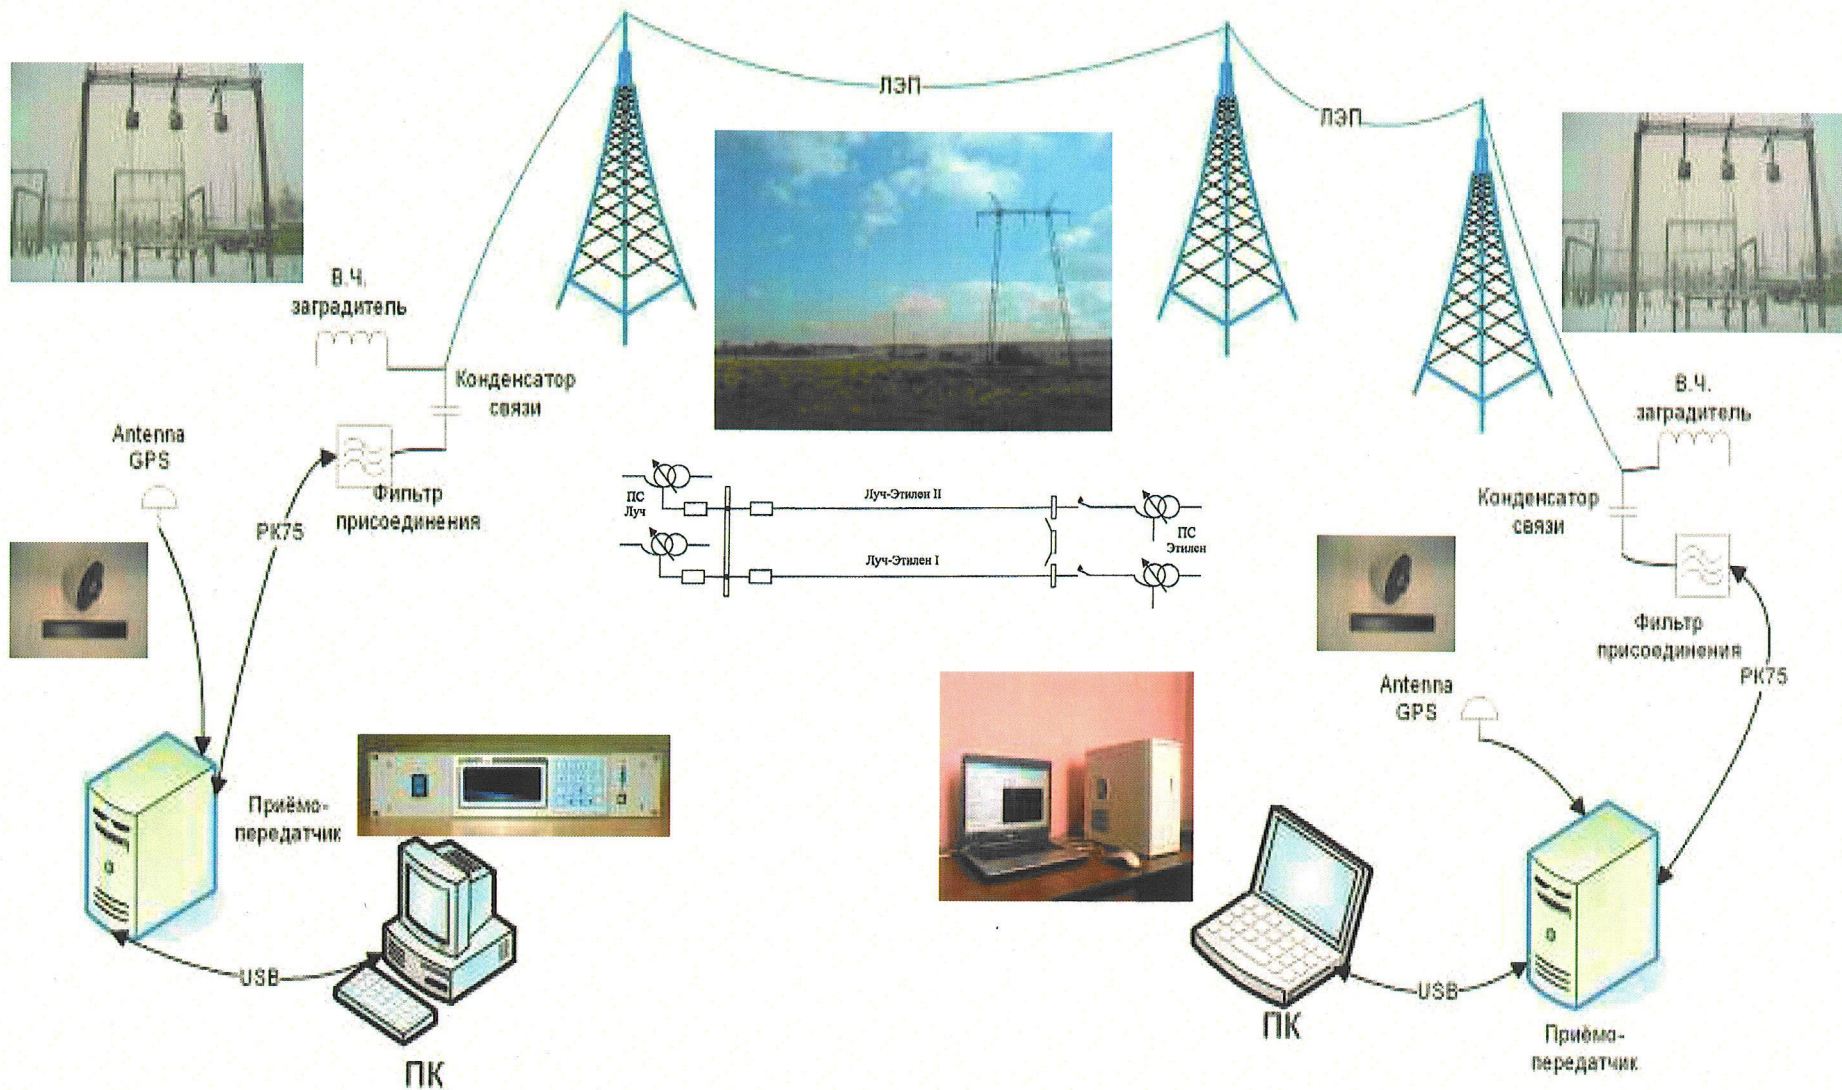 ЛЭП
ЛЭП
В.Ч.
заградитель
Конденсатор
связи
Antenna
GPS
Фильтр
присоединения
РК75
ПС
Луч
Луч-Этилен II
Луч-Этилен I
ПС
Этилен
В.Ч.
заградитель
Конденсатор
связи
Фильтр
присоединения
РК75
Antenna
GPS
Приёмо-
передатчик
USB
ПК
USB
ПК
Приёмо-
передатчик